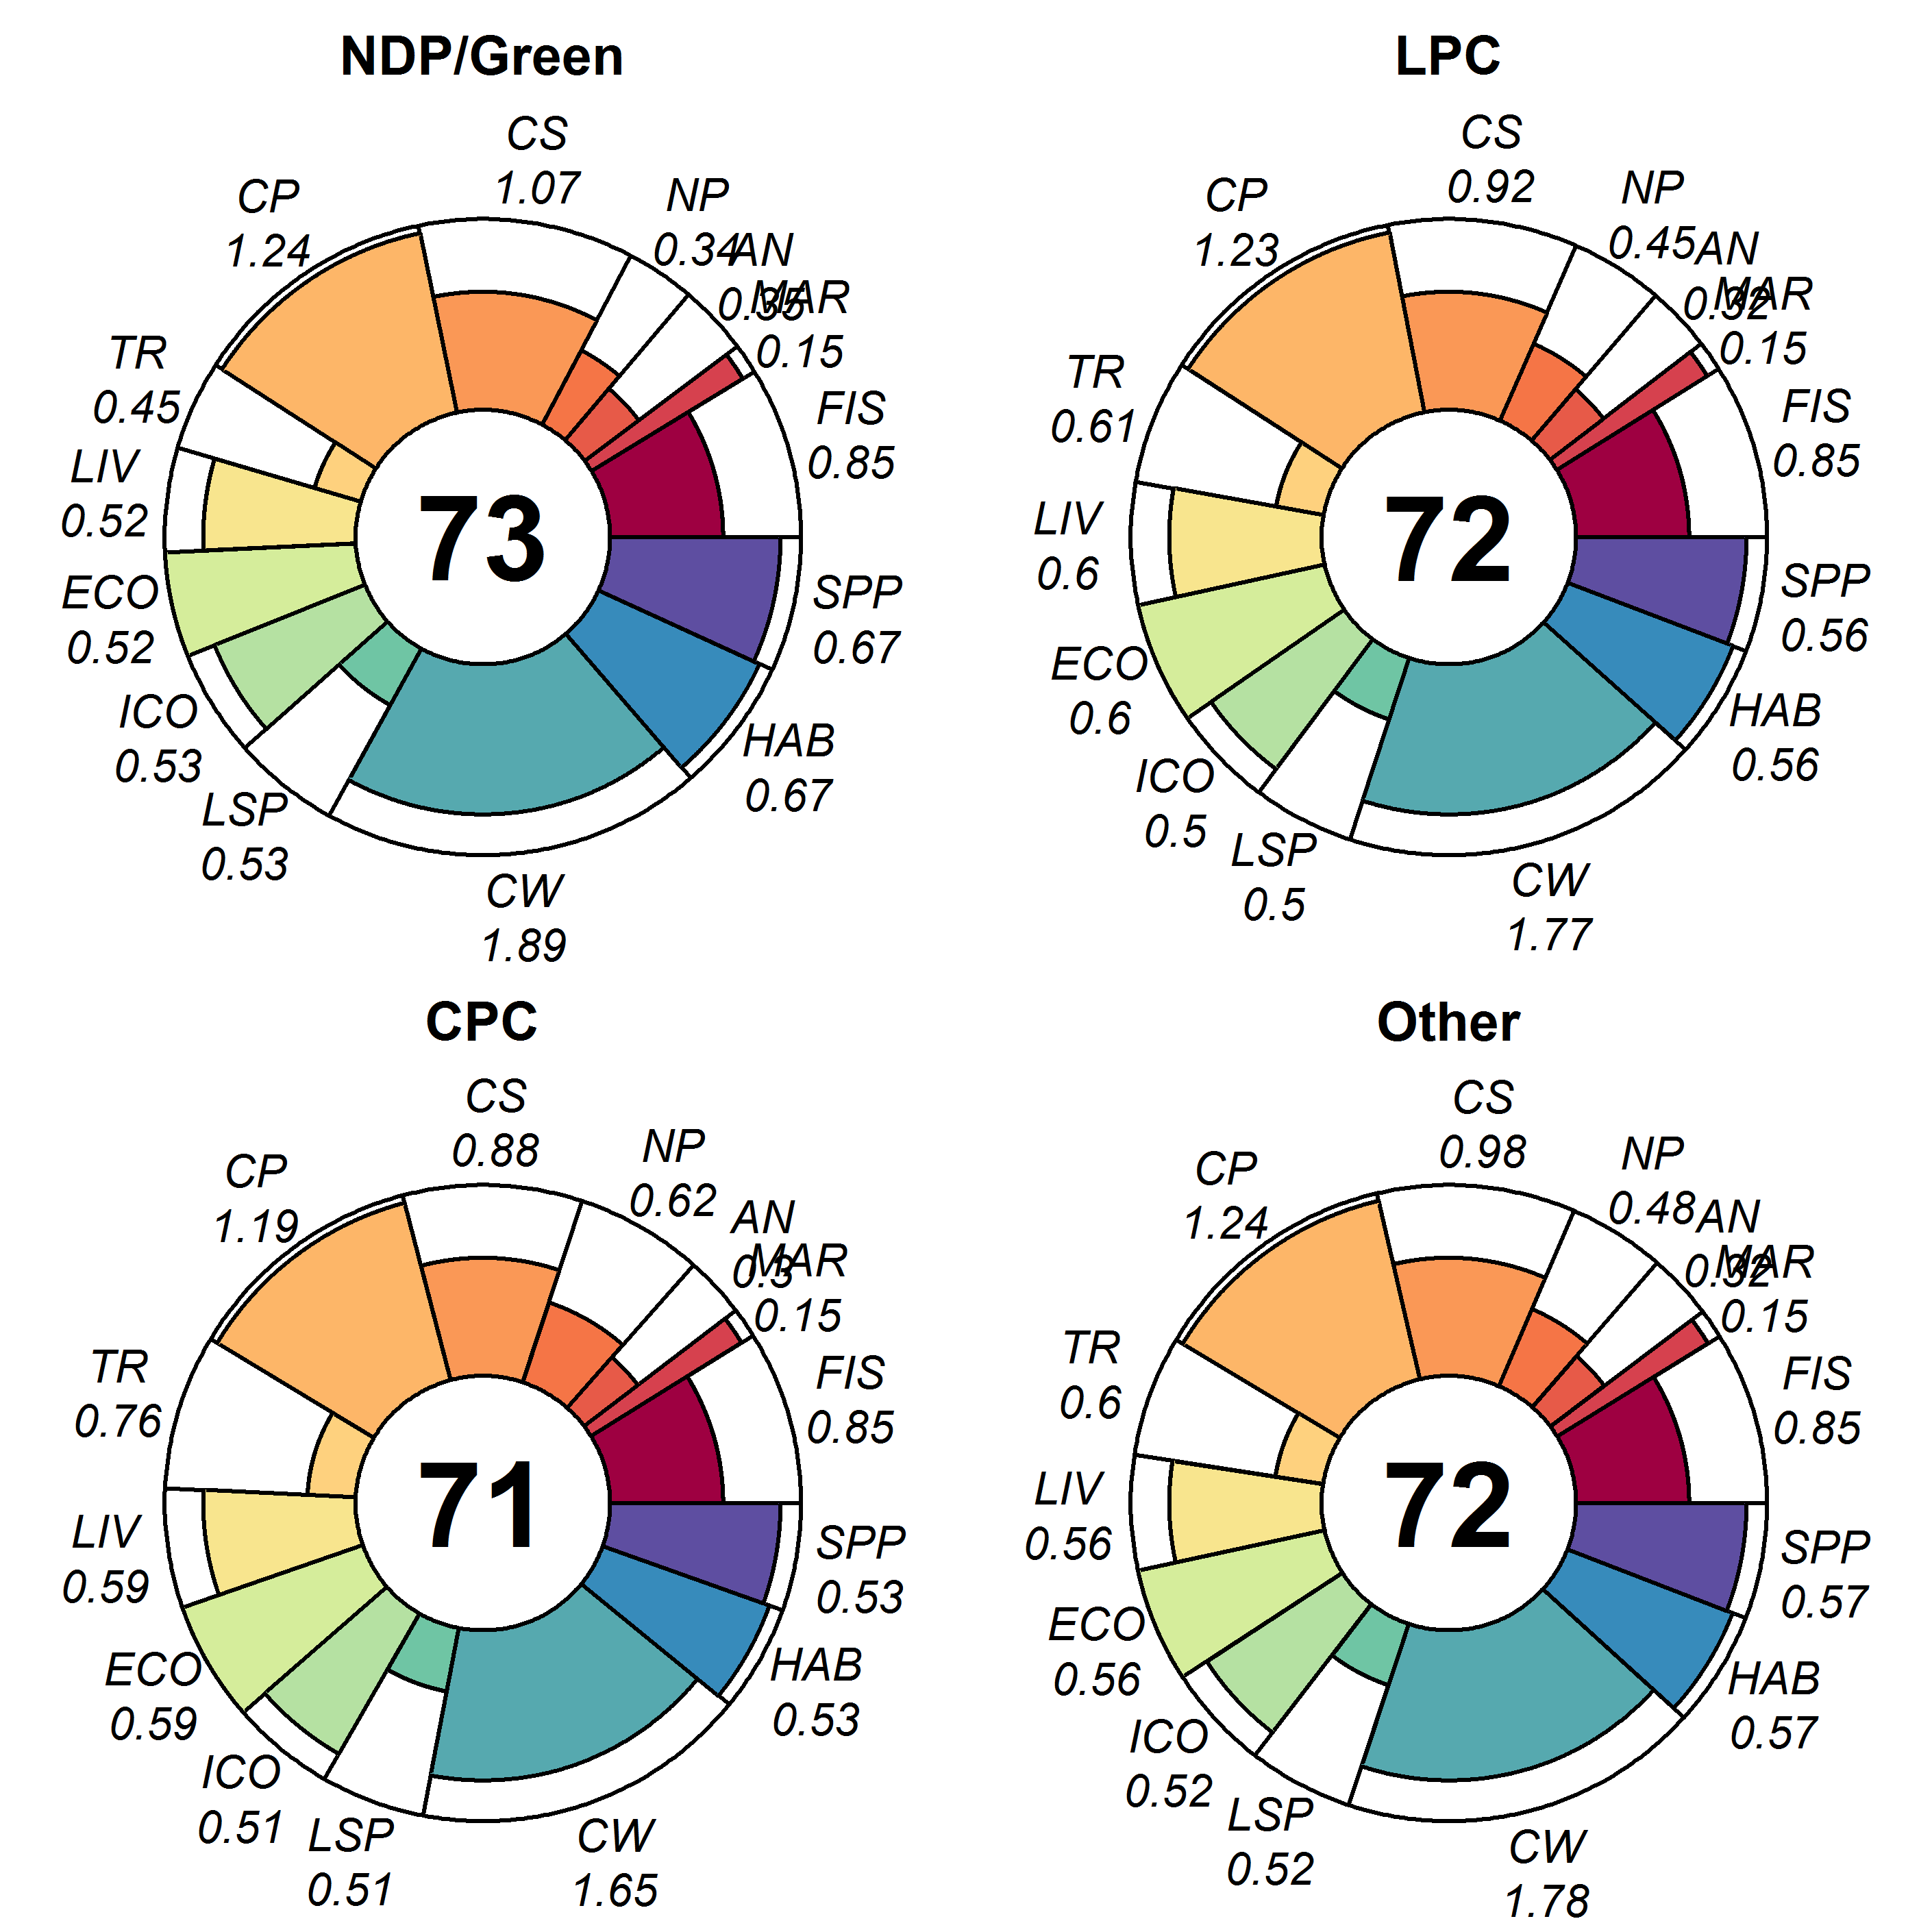 NDP/Green
CS
1.07
NP
0.34
AN
0.35
MAR
0.15
FIS
0.85
SPP
0.67
HAB
0.67
CW
1.89
LSP
0.53
ICO
0.53
ECO
0.52
LIV
0.52
TR
0.45
CP
1.24
73
LPC
CS
0.92
NP
0.45
AN
0.32
MAR
0.15
FIS
0.85
SPP
0.56
HAB
0.56
CW
1.77
LSP
0.5
ICO
0.5
ECO
0.6
LIV
0.6
TR
0.61
CP
1.23
72
CPC
CS
0.88
NP
0.62
AN
0.3
MAR
0.15
FIS
0.85
SPP
0.53
HAB
0.53
CW
1.65
LSP
0.51
ICO
0.51
ECO
0.59
LIV
0.59
TR
0.76
CP
1.19
71
Other
CS
0.98
NP
0.48
AN
0.32
MAR
0.15
FIS
0.85
SPP
0.57
HAB
0.57
CW
1.78
LSP
0.52
ICO
0.52
ECO
0.56
LIV
0.56
TR
0.6
CP
1.24
72